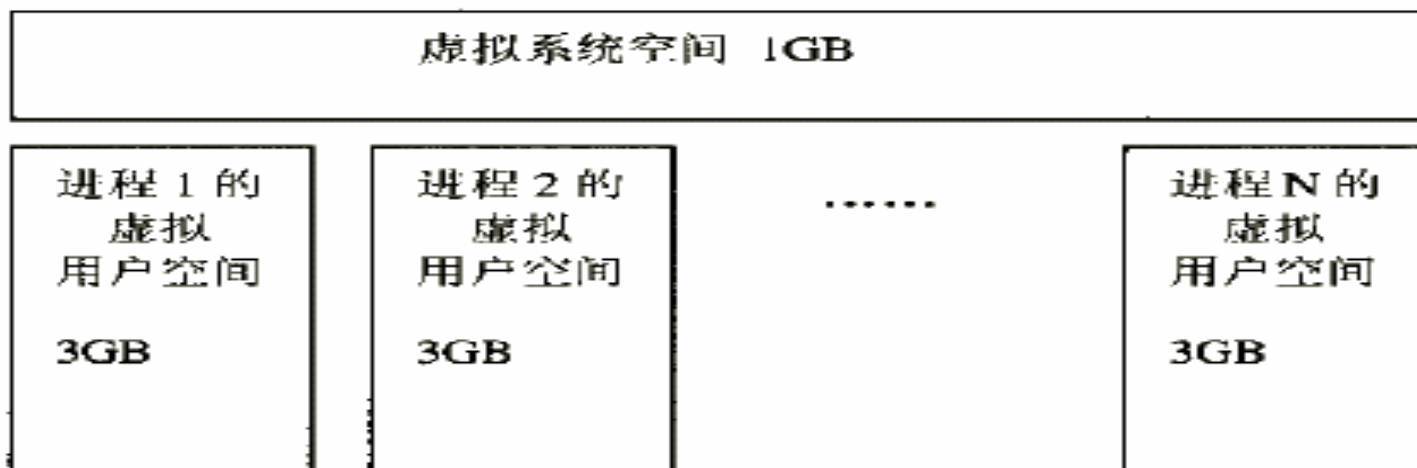 虚拟系统空间 1GB
进程 1 的
虚拟
用户空间
3GB
进程 2 的
虚拟
用户空间
3GB
……
进程 N 的
虚拟
用户空间
3GB